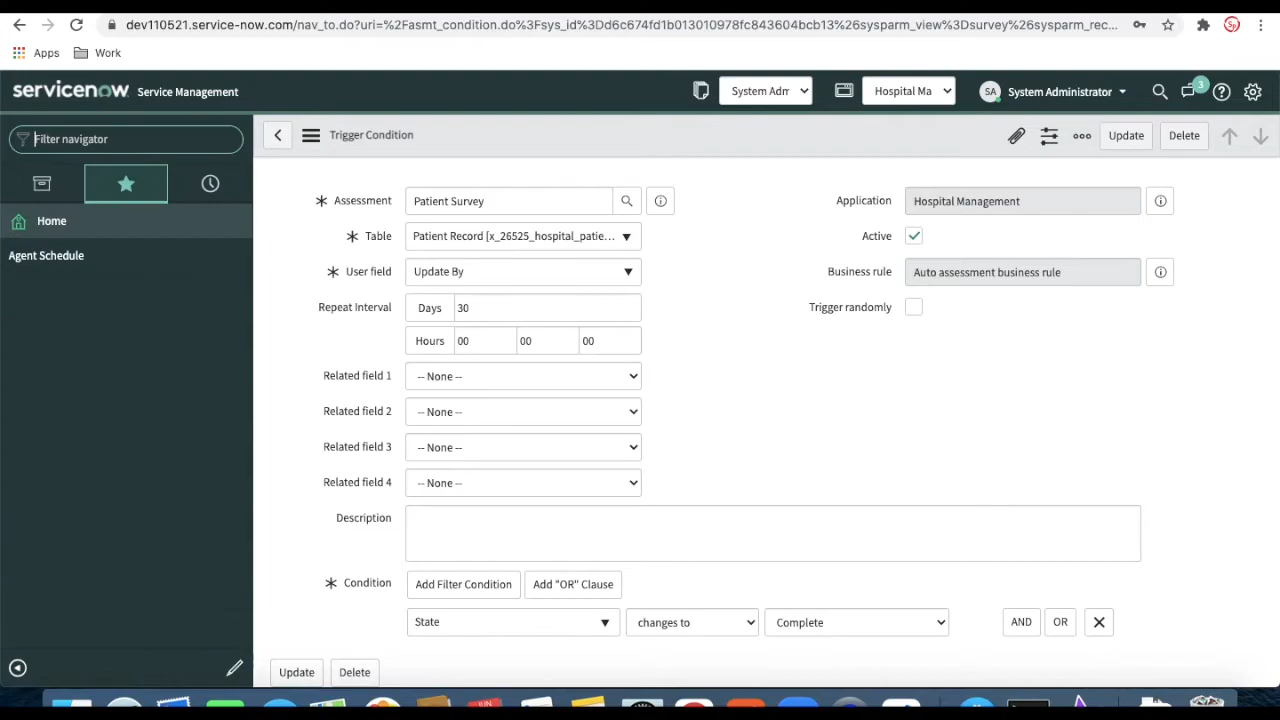 dev110521.service-now.com/nav_to.do?uri=%2Fasmt_condition.do%3Fsys_id%3Dd6c674fd1b013010978fc843604bcb13%26sysparm_view%3Dsurvey%26sysparm_rec...
Apps Work
servicenow Service Management System Adm Hospital Ma SA System Administrator 3
Filter navigator
Trigger Condition Update Delete
Home
Agent Schedule
Assessment Patient Survey Application Hospital Management
Table Patient Record [x_26525_hospital_patie... Active
User field Update By Business rule Auto assessment business rule
Repeat Interval Days 30 Trigger randomly
Hours 00 00 00
Related field 1 -- None --
Related field 2 -- None --
Related field 3 -- None --
Related field 4 -- None --
Description
Condition Add Filter Condition Add "OR" Clause
State changes to Complete AND OR
Update Delete
JUN